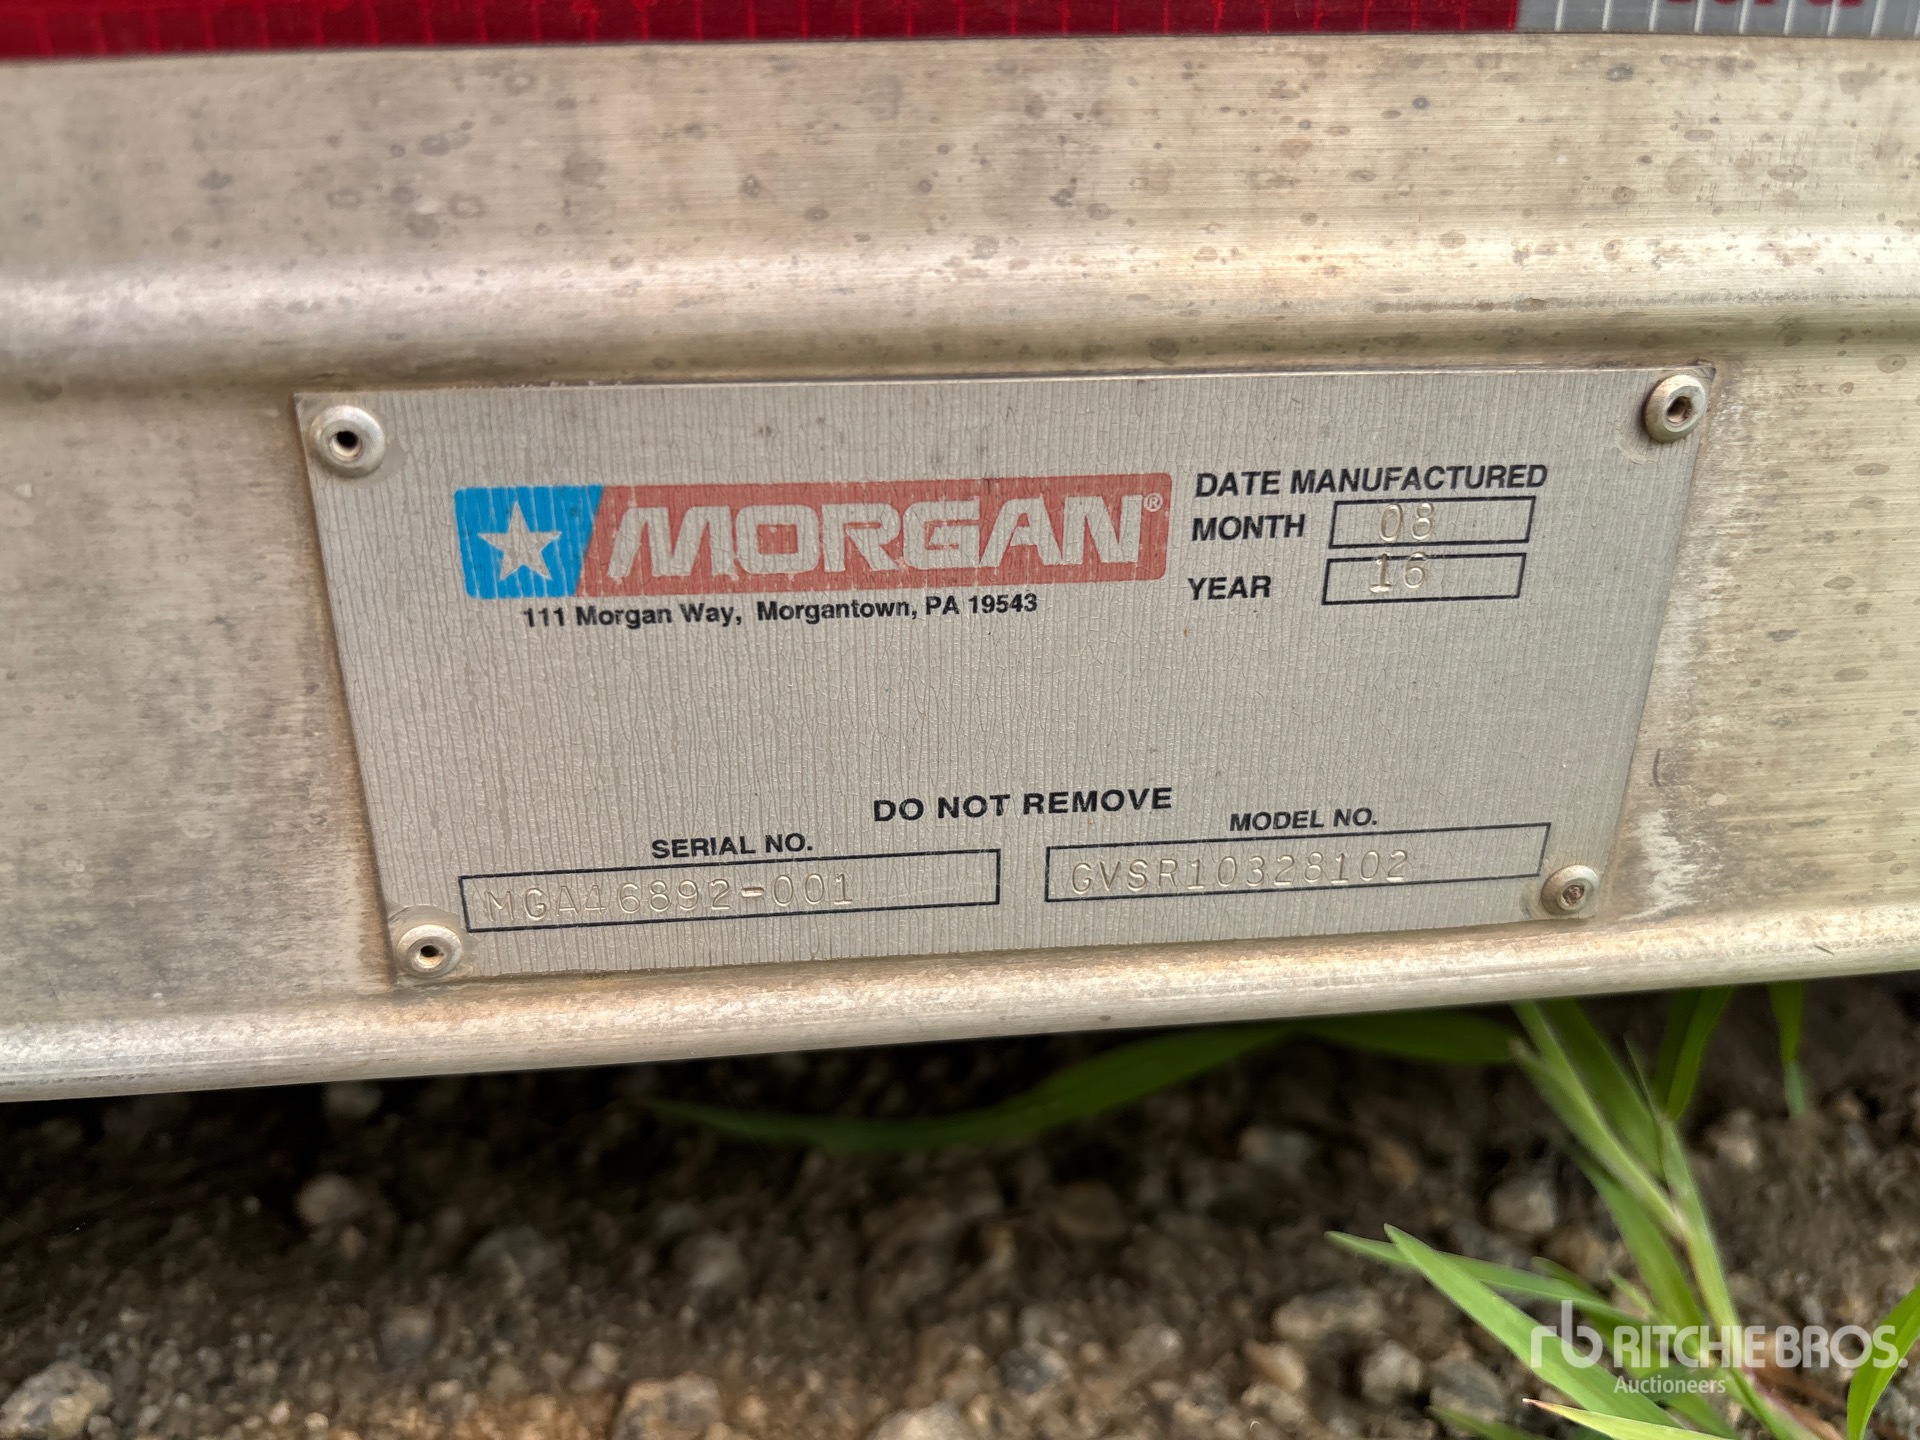 MORGAN®
111 Morgan Way, Morgantown, PA 19543
DATE MANUFACTURED
MONTH 08
YEAR 16
DO NOT REMOVE
SERIAL NO.
MGA46892-001
MODEL NO.
GVSR10328102
rb RITCHIE BROS.
Auctioneers